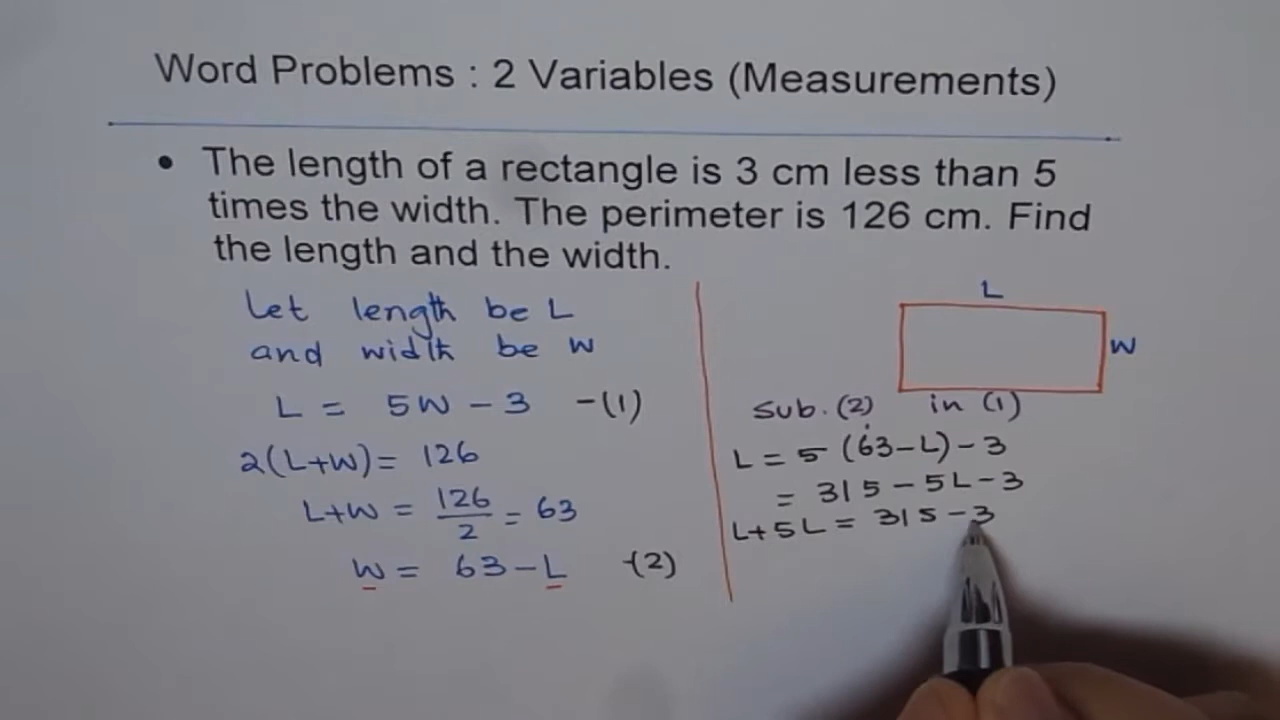 Word Problems : 2 Variables (Measurements)
• The length of a rectangle is 3 cm less than 5
times the width. The perimeter is 126 cm. Find
the length and the width.
Let length be L
and width be W
L = 5W - 3 -(1)
2(L+W) = 126
L+W = 126/2 = 63
W = 63 - L -(2)
L
W
Sub. (2) in (1)
L = 5 (63-L) - 3
= 315 - 5L - 3
L+5L = 315 - 3